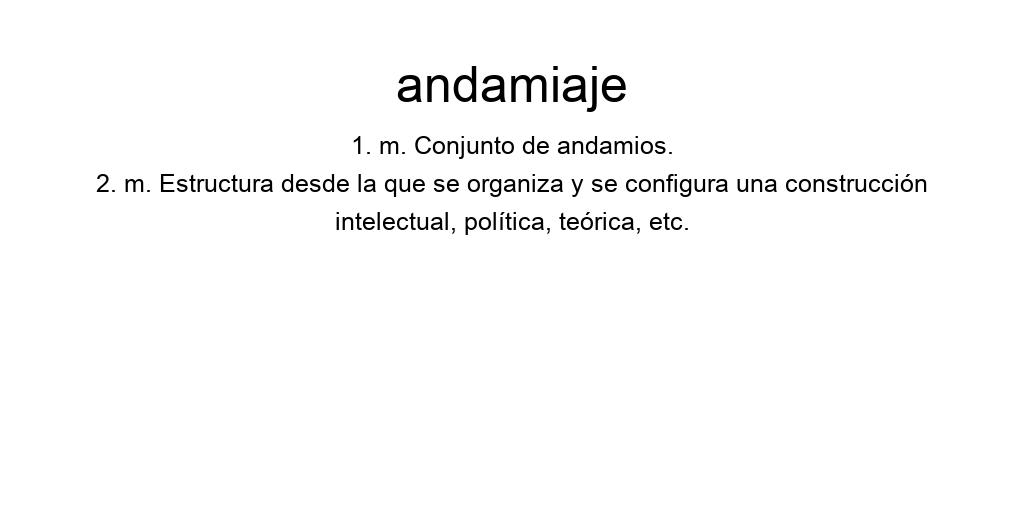 andamiaje
1. m. Conjunto de andamios.
2. m. Estructura desde la que se organiza y se configura una construcción
intelectual, política, teórica, etc.